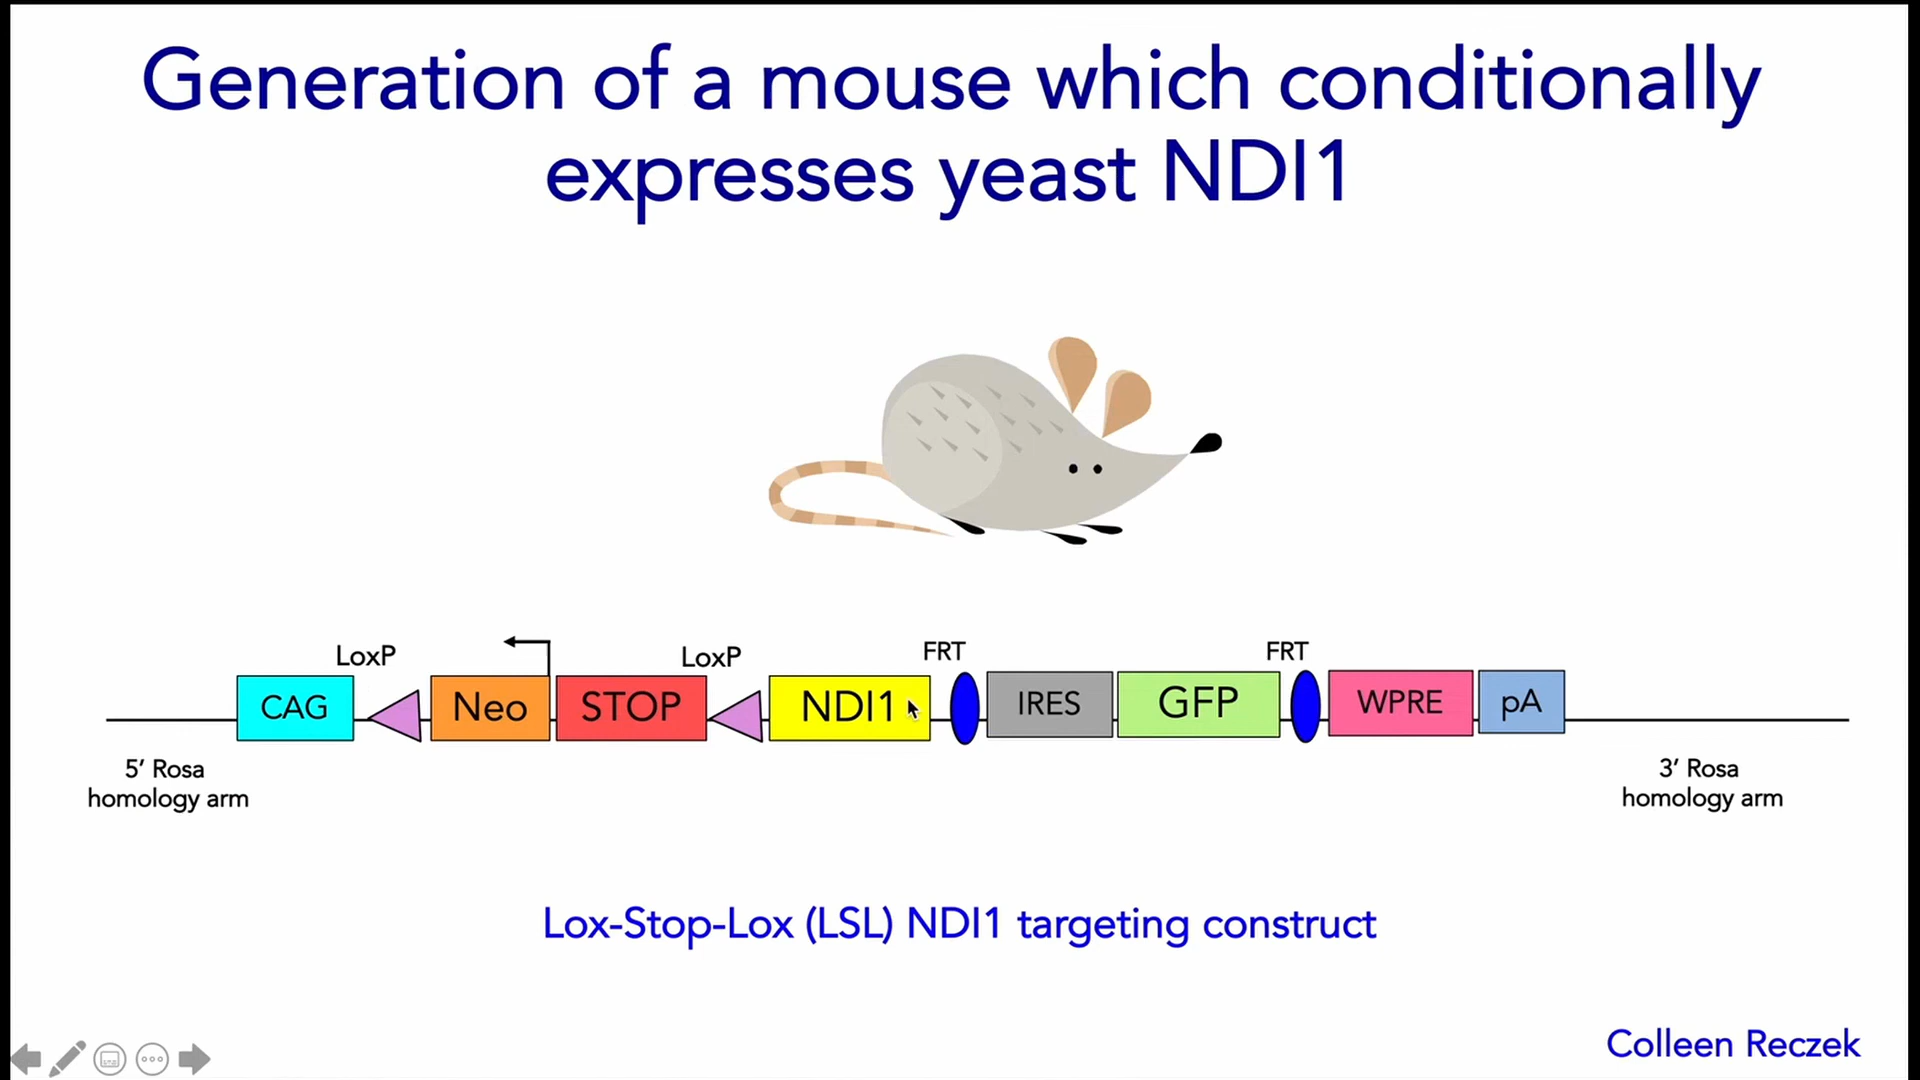 Generation of a mouse which conditionally
expresses yeast NDI1
LoxP
LoxP
FRT
FRT
CAG
Neo
STOP
NDI1
IRES
GFP
WPRE
pA
5’ Rosa
homology arm
3’ Rosa
homology arm
Lox-Stop-Lox (LSL) NDI1 targeting construct
Colleen Reczek